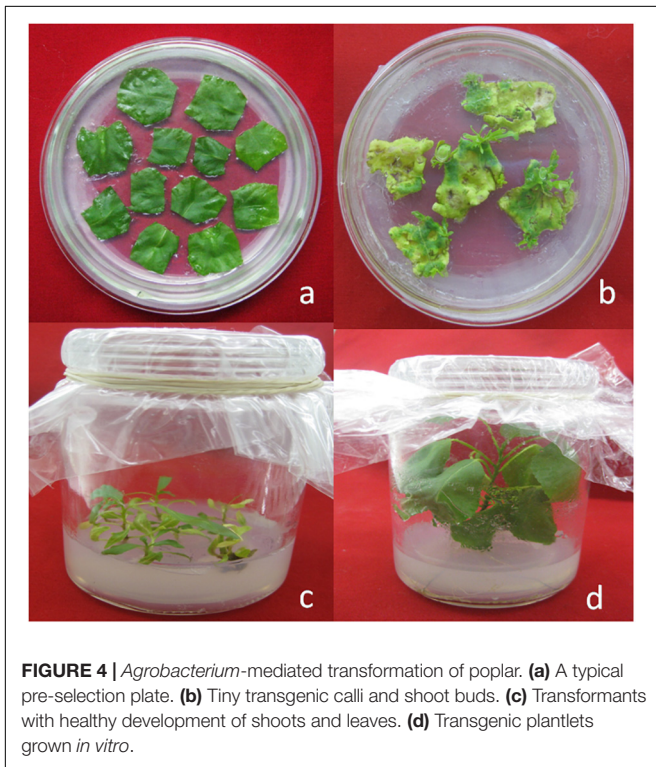 a
b
c
d
FIGURE 4 | Agrobacterium-mediated transformation of poplar. (a) A typical
pre-selection plate. (b) Tiny transgenic calli and shoot buds. (c) Transformants
with healthy development of shoots and leaves. (d) Transgenic plantlets
grown in vitro.